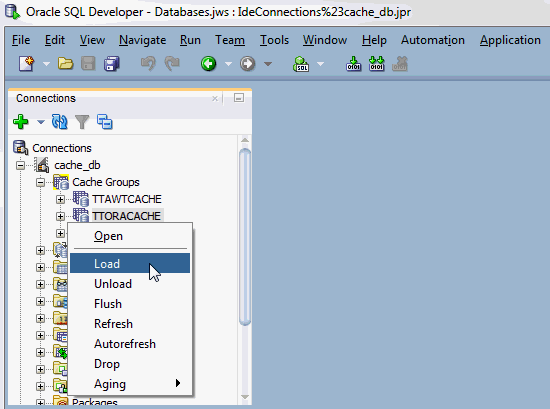 Oracle SQL Developer - Databases.jws : IdeConnections%23cache_db.jpr
File Edit View Navigate Run Team Tools Window Help Automation Application
Connections
Connections
cache_db
Cache Groups
TTAWTCACHE
TTORACACHE
Open
Load
Unload
Flush
Refresh
Autorefresh
Drop
Aging
Packages